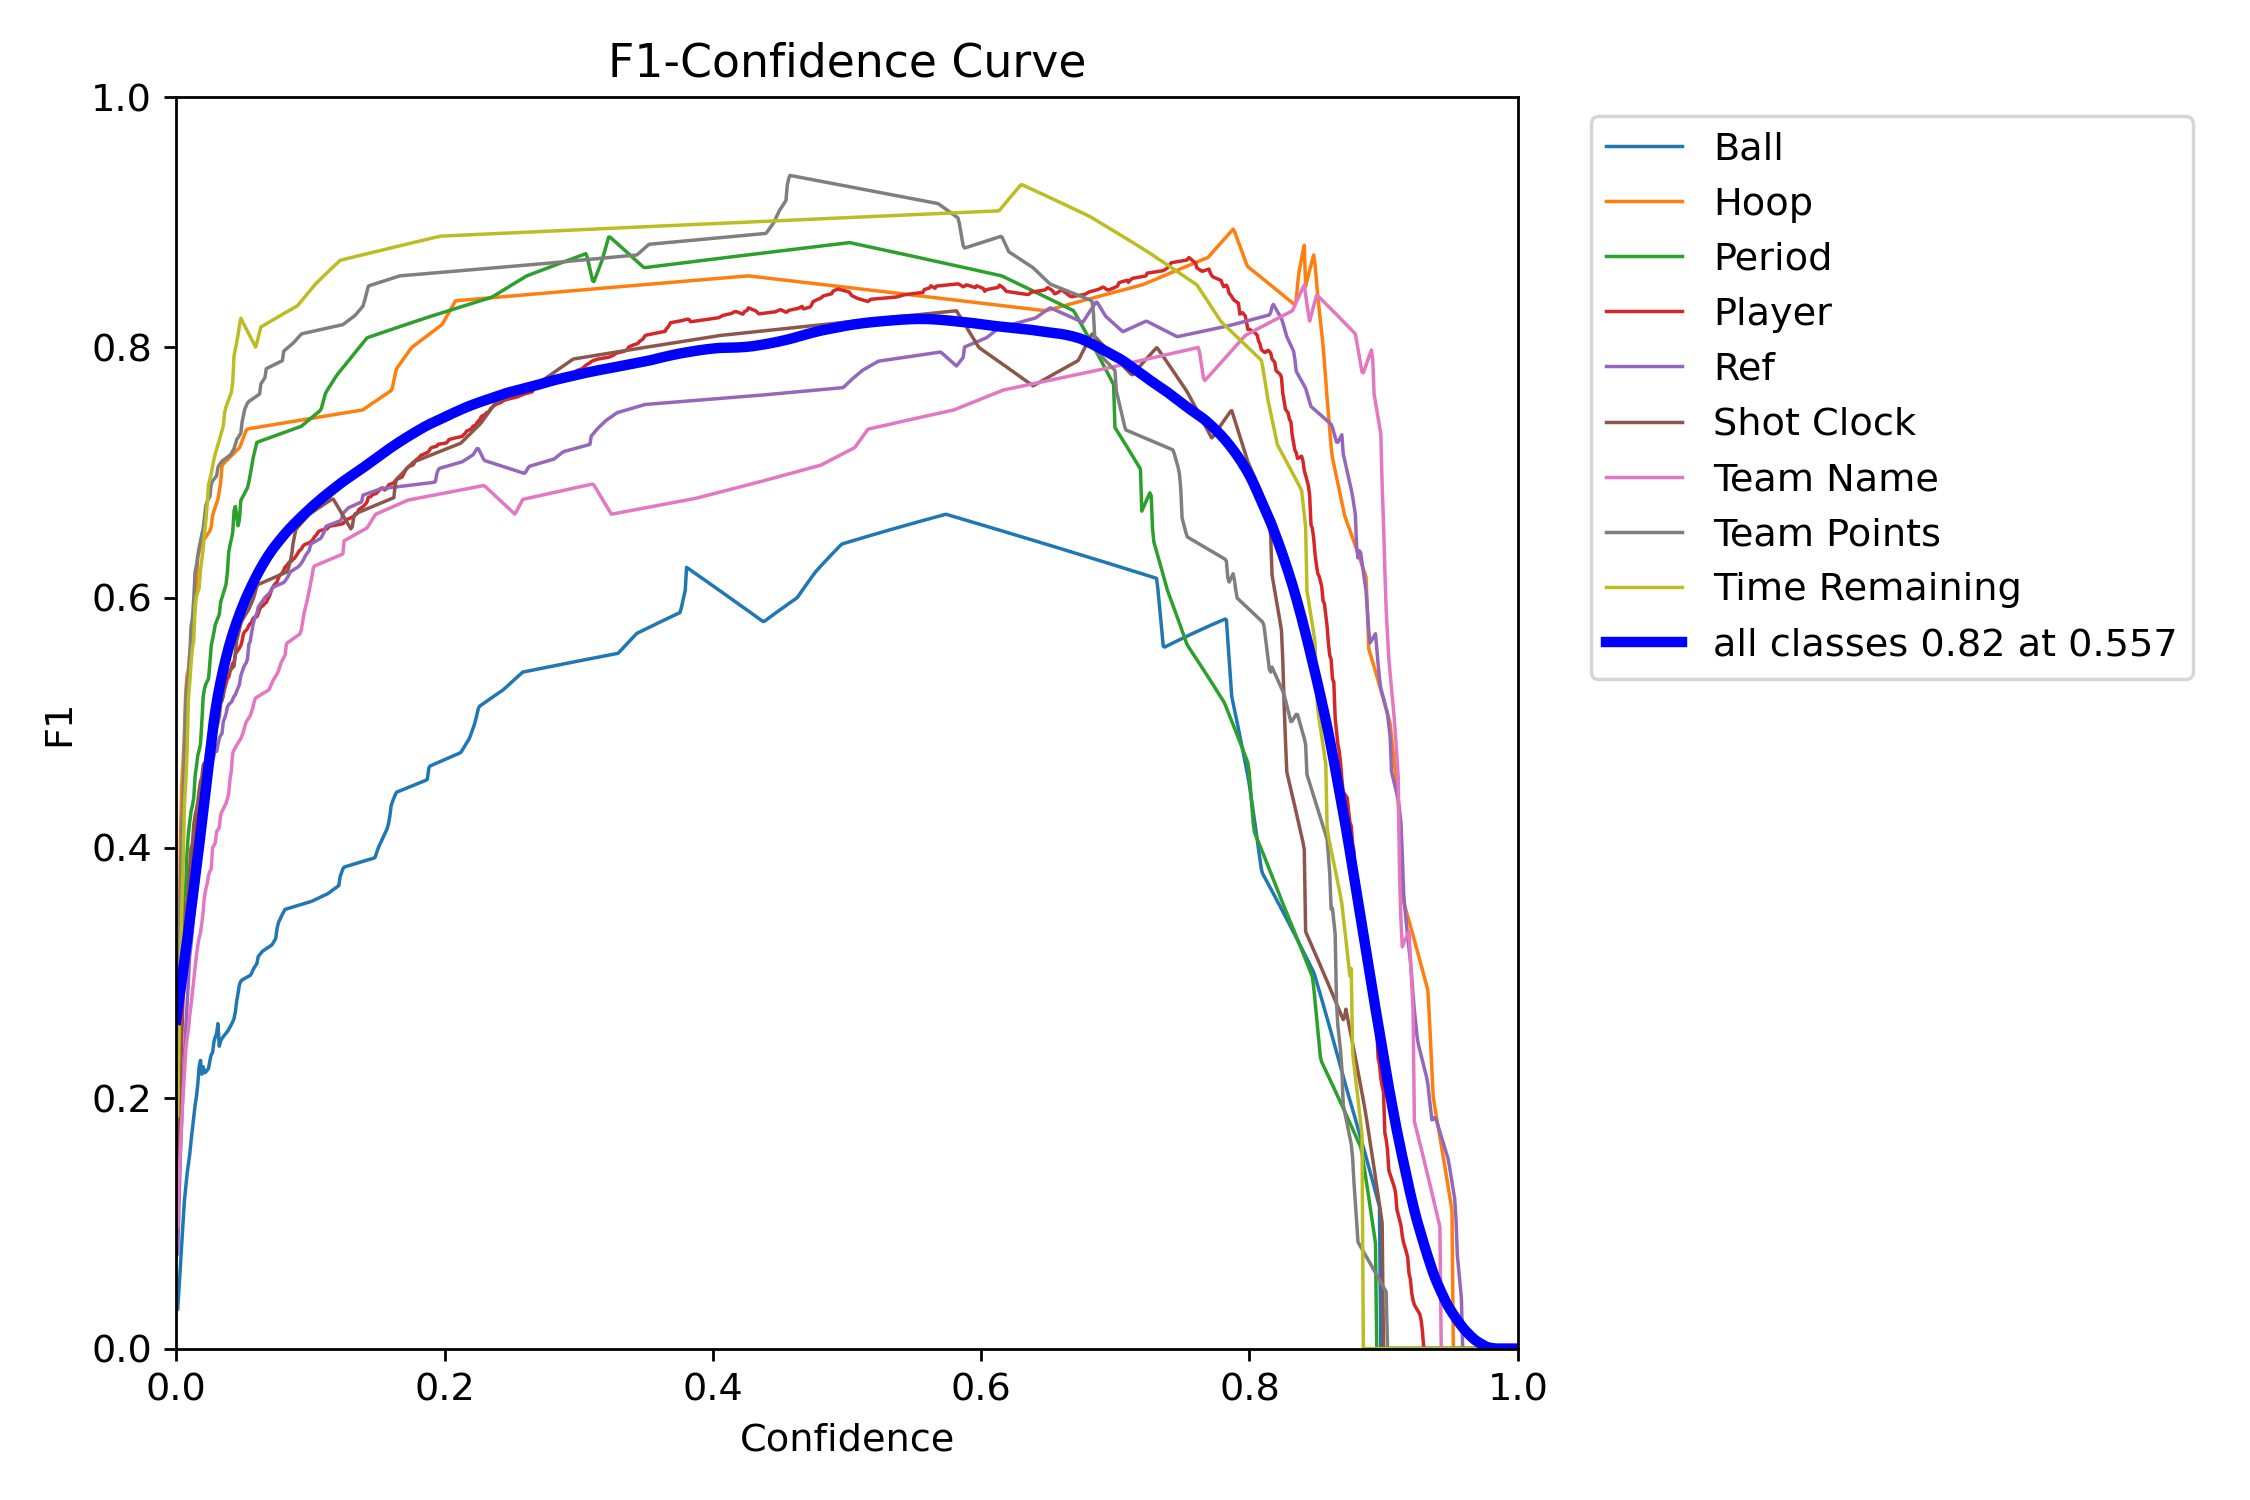 F1-Confidence Curve
1.0
0.8
0.6
0.4
0.2
0.0
F1
0.0 0.2 0.4 0.6 0.8 1.0
Confidence
Ball
Hoop
Period
Player
Ref
Shot Clock
Team Name
Team Points
Time Remaining
all classes 0.82 at 0.557